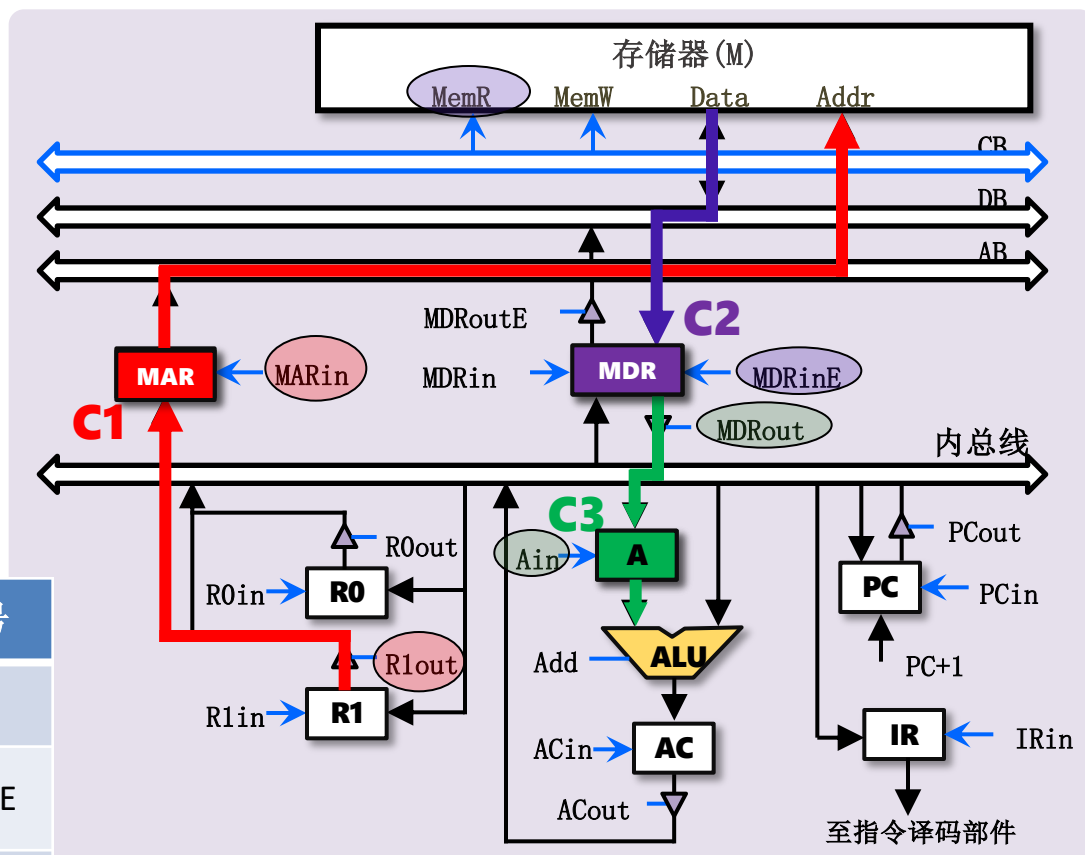 存储器(M)
MemR MemW Data Addr
CB
DB
AB
MDRoutE
C2
MAR
MARin
MDRin
MDR
MDRinE
C1
MDRout
内总线
C3
R0out
Ain
A
PCout
R0in
R0
PC
PCin
号
Add
ALU
R1out
PC+1
R1in
R1
ACin
AC
IR
IRin
E
ACout
至指令译码部件